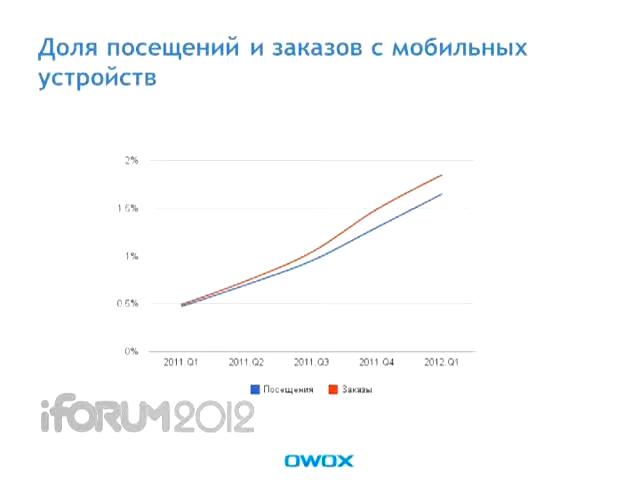 Доля посещений и заказов с мобильных
устройств
2%
1.5%
1%
0.5%
0%
2011.Q1 2011.Q2 2011.Q3 2011.Q4 2012.Q1
Посещения Заказы
iFORUM2012
OWOX